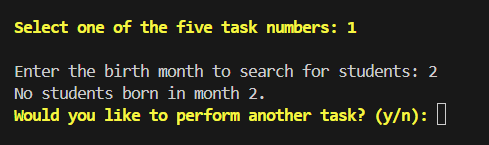 Select one of the five task numbers: 1
Enter the birth month to search for students: 2
No students born in month 2.
Would you like to perform another task? (y/n):